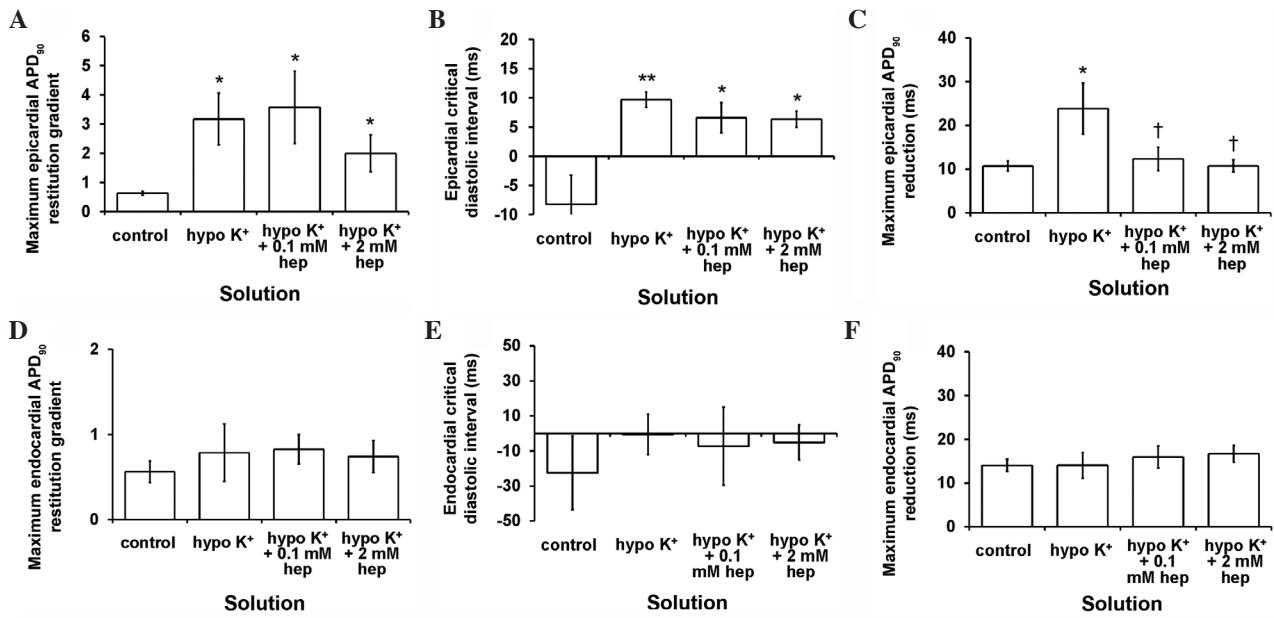 A
Maximum epicardial APD90
restitution gradient
6
5
4
3
2
1
0
*
*
*
control
hypo K+
hypo K+
+ 0.1 mM
hep
hypo K+
+ 2 mM
hep
Solution
B
Epicardial critical
diastolic interval (ms)
20
15
10
5
0
-5
-10
**
*
*
control
hypo K+
hypo K+
+ 0.1 mM
hep
hypo K+
+ 2 mM
hep
Solution
C
Maximum epicardial APD90
reduction (ms)
40
30
20
10
0
*
†
†
control
hypo K+
hypo K+
+ 0.1 mM
hep
hypo K+
+ 2 mM
hep
Solution
D
Maximum endocardial APD90
restitution gradient
2
1
0
control
hypo K+
hypo K+
+ 0.1 mM
hep
hypo K+
+ 2 mM
hep
Solution
E
Endocardial critical
diastolic interval (ms)
50
30
10
-10
-30
-50
control
hypo K+
hypo K+
+ 0.1
mM hep
hypo K+
+ 2 mM
hep
Solution
F
Maximum endocardial APD90
reduction (ms)
40
30
20
10
0
control
hypo K+
hypo K+
+ 0.1
mM hep
hypo K+
+ 2 mM
hep
Solution